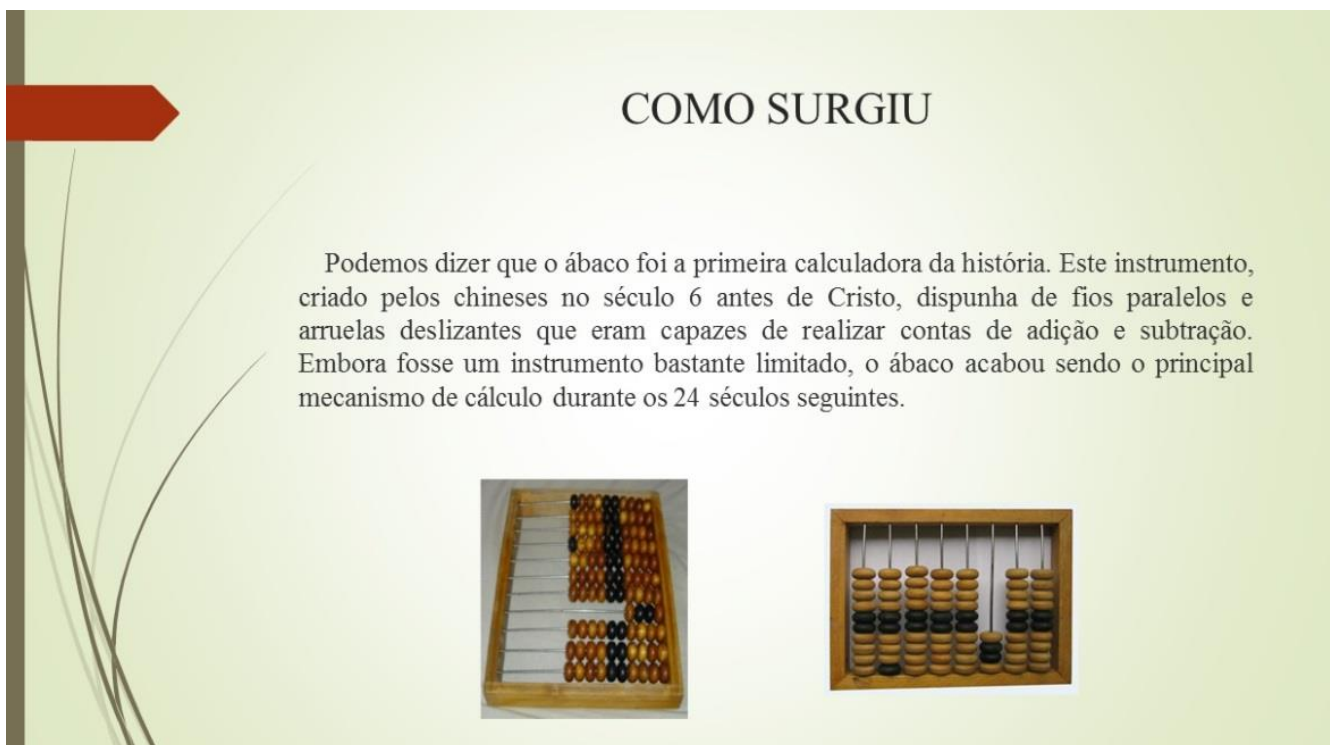 COMO SURGIU
Podemos dizer que o ábaco foi a primeira calculadora da história. Este instrumento,
criado pelos chineses no século 6 antes de Cristo, dispunha de fios paralelos e
arruelas deslizantes que eram capazes de realizar contas de adição e subtração.
Embora fosse um instrumento bastante limitado, o ábaco acabou sendo o principal
mecanismo de cálculo durante os 24 séculos seguintes.